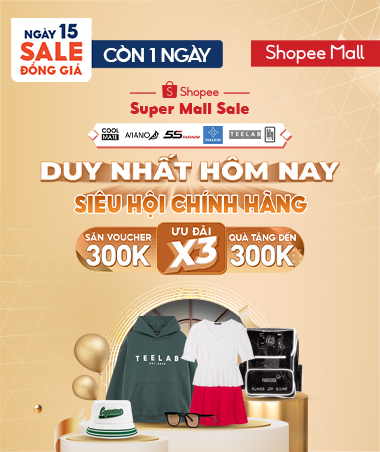 NGÀY 15
SALE
ĐỒNG GIÁ
CÒN 1 NGÀY
Shopee Mall
S Shopee
Super Mall Sale
COOL
MATE
5S
FASHION
TEELAB
DUY NHẤT HÔM NAY
SIÊU HỘI CHÍNH HÃNG
SĂN VOUCHER
300K
ƯU ĐÃI
X3
QUÀ TẶNG ĐẾN
300K
TEELAB